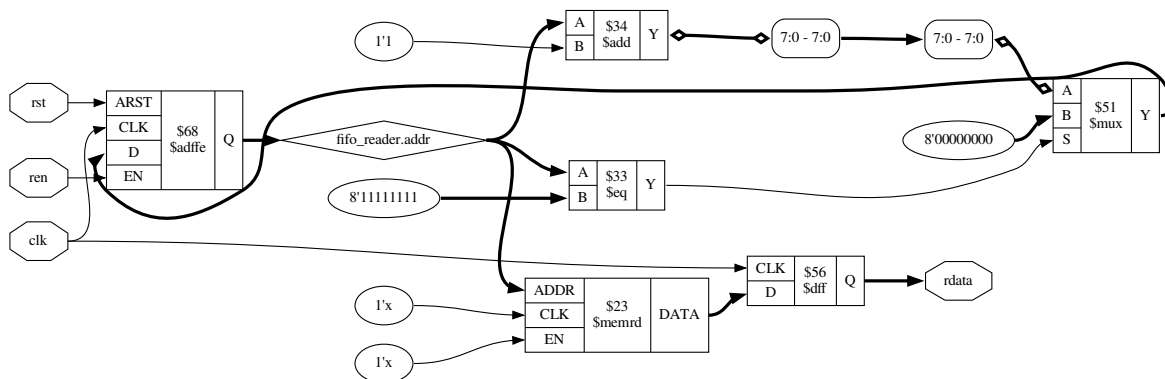 rst
ren
clk
ARST
CLK
D
EN
$68
$adffe
Q
fifo_reader.addr
1'1
A
B
$34
$add
Y
7:0 - 7:0
7:0 - 7:0
8'11111111
A
B
$33
$eq
Y
8'00000000
A
B
S
$51
$mux
Y
1'x
1'x
ADDR
CLK
EN
$23
$memrd
DATA
CLK
D
$56
$dff
Q
rdata